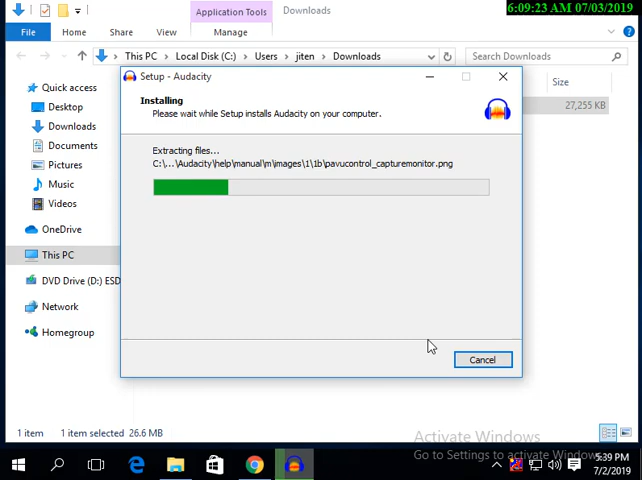 Application Tools
Downloads
6:09:23 AM 07/03/2019
File
Home
Share
View
Manage
This PC
Local Disk (C:)
Users
jiten
Downloads
Search Downloads
Size
27,255 KB
Quick access
Desktop
Downloads
Documents
Pictures
Music
Videos
OneDrive
This PC
DVD Drive (D:) ESD
Network
Homegroup
Setup - Audacity
Installing
Please wait while Setup installs Audacity on your computer.
Extracting files...
C:\...\Audacity\help\manual\m\images\1\1b\pavucontrol_capturemonitor.png
Cancel
1 item
1 item selected 26.6 MB
Activate Windows
Go to Settings to activate Windows.
5:39 PM
7/2/2019